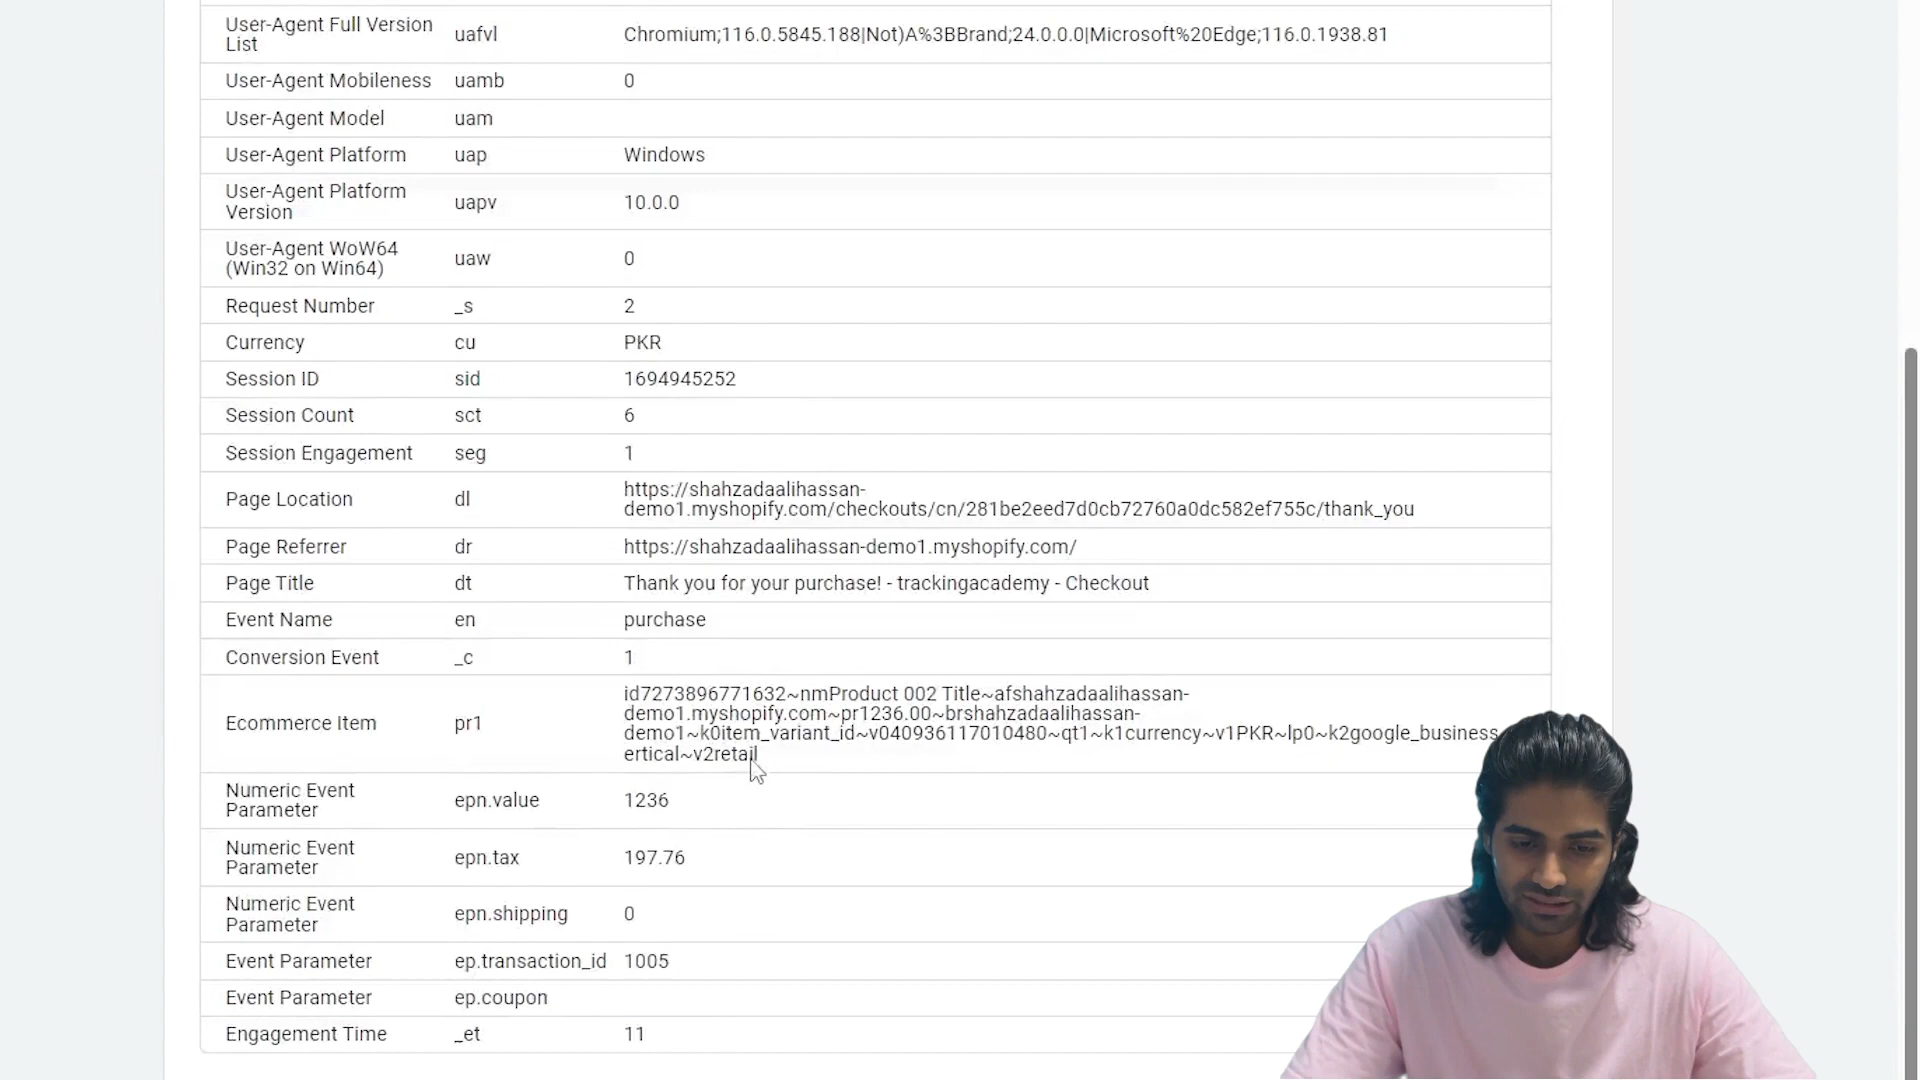 User-Agent Full Version
List
uafvl
Chromium;116.0.5845.188|Not)A%3BBrand;24.0.0.0|Microsoft%20Edge;116.0.1938.81
User-Agent Mobileness uamb 0
User-Agent Model uam
User-Agent Platform uap Windows
User-Agent Platform
Version
uapv 10.0.0
User-Agent WoW64
(Win32 on Win64)
uaw 0
Request Number _s 2
Currency cu PKR
Session ID sid 1694945252
Session Count sct 6
Session Engagement seg 1
Page Location dl
https://shahzadaalihassan-
demo1.myshopify.com/checkouts/cn/281be2eed7d0cb72760a0dc582ef755c/thank_you
Page Referrer dr https://shahzadaalihassan-demo1.myshopify.com/
Page Title dt Thank you for your purchase! - trackingacademy - Checkout
Event Name en purchase
Conversion Event _c 1
Ecommerce Item pr1
id7273896771632~nmProduct 002 Title~afshahzadaalihassan-
demo1.myshopify.com~pr1236.00~brshahzadaalihassan-
demo1~k0item_variant_id~v040936117010480~qt1~k1currency~v1PKR~lp0~k2google_business
ertical~v2retail
Numeric Event
Parameter
epn.value 1236
Numeric Event
Parameter
epn.tax 197.76
Numeric Event
Parameter
epn.shipping 0
Event Parameter ep.transaction_id 1005
Event Parameter ep.coupon
Engagement Time _et 11